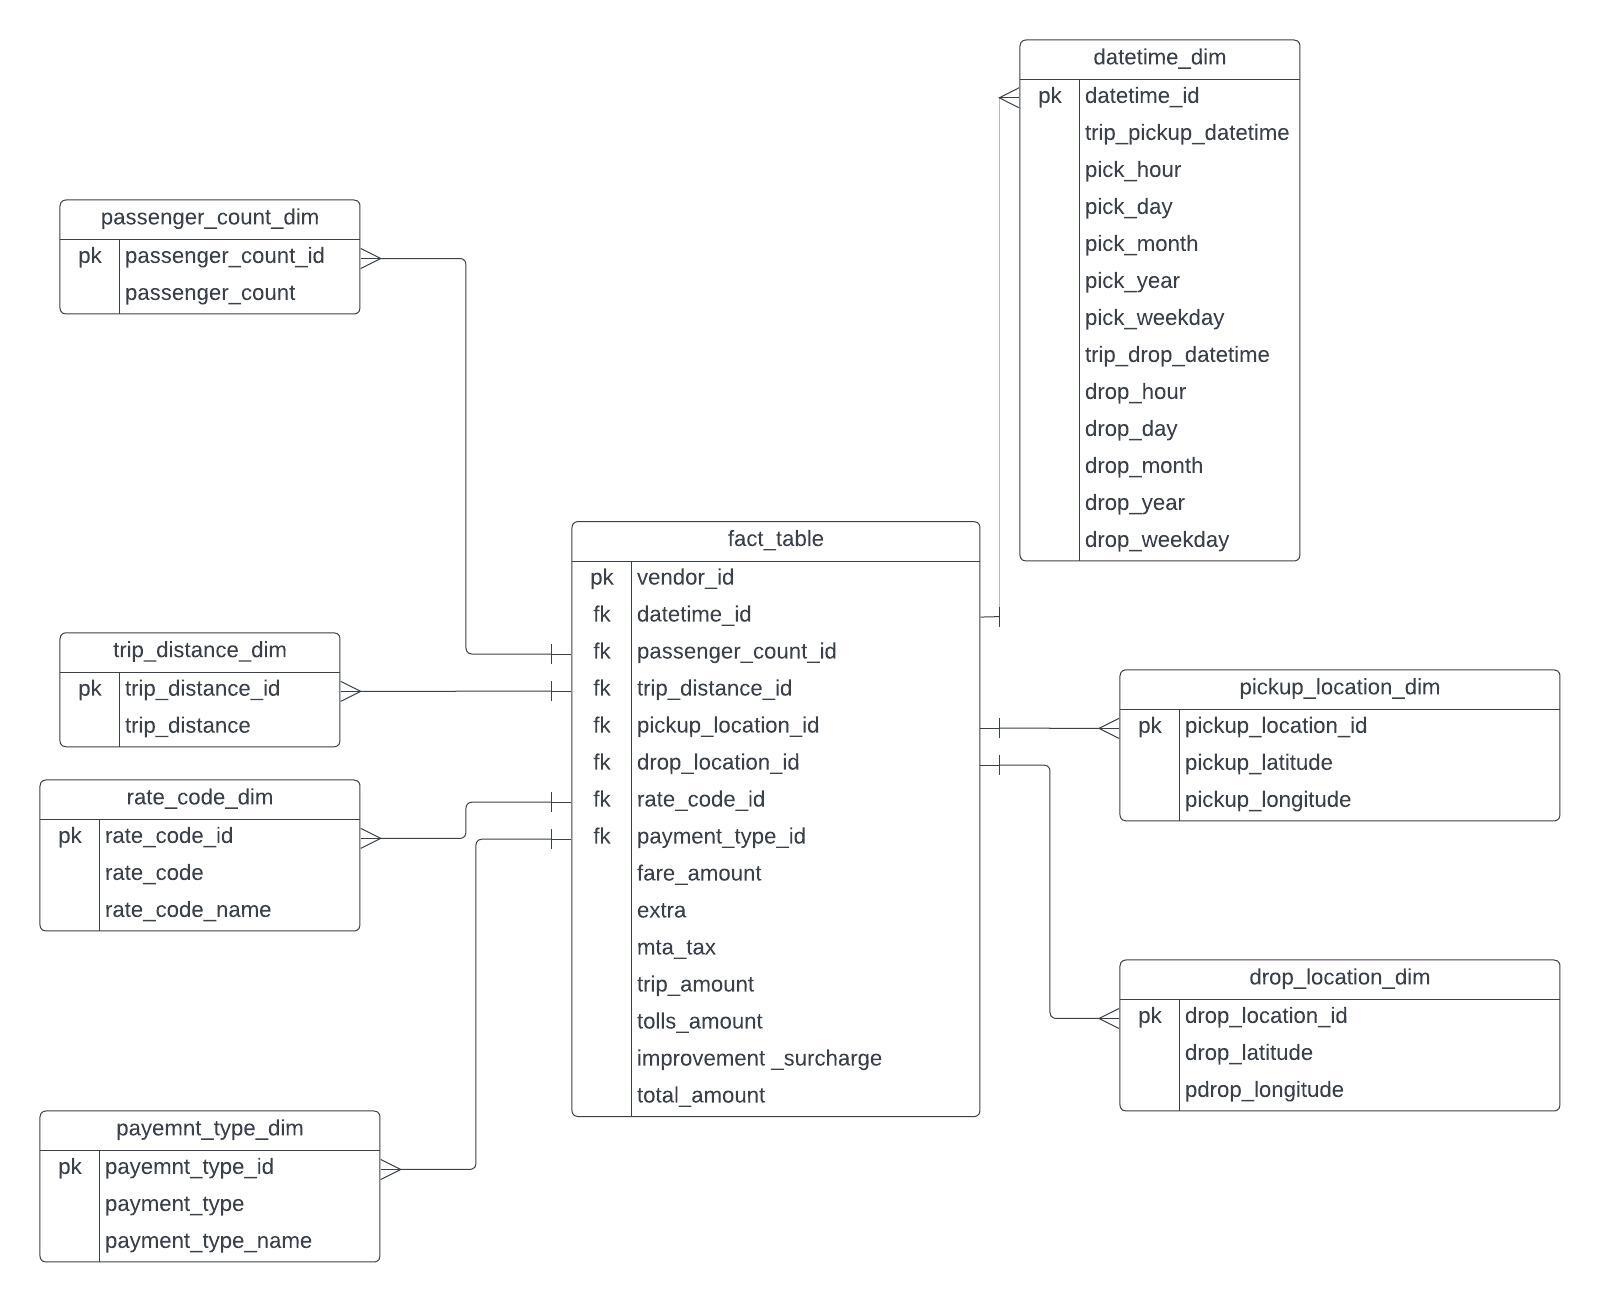 datetime_dim
pk datetime_id
trip_pickup_datetime
pick_hour
pick_day
pick_month
pick_year
pick_weekday
trip_drop_datetime
drop_hour
drop_day
drop_month
drop_year
drop_weekday
passenger_count_dim
pk passenger_count_id
passenger_count
fact_table
pk vendor_id
fk datetime_id
fk passenger_count_id
fk trip_distance_id
fk pickup_location_id
fk drop_location_id
fk rate_code_id
fk payment_type_id
fare_amount
extra
mta_tax
trip_amount
tolls_amount
improvement _surcharge
total_amount
trip_distance_dim
pk trip_distance_id
trip_distance
pickup_location_dim
pk pickup_location_id
pickup_latitude
pickup_longitude
rate_code_dim
pk rate_code_id
rate_code
rate_code_name
drop_location_dim
pk drop_location_id
drop_latitude
pdrop_longitude
payemnt_type_dim
pk payemnt_type_id
payment_type
payment_type_name